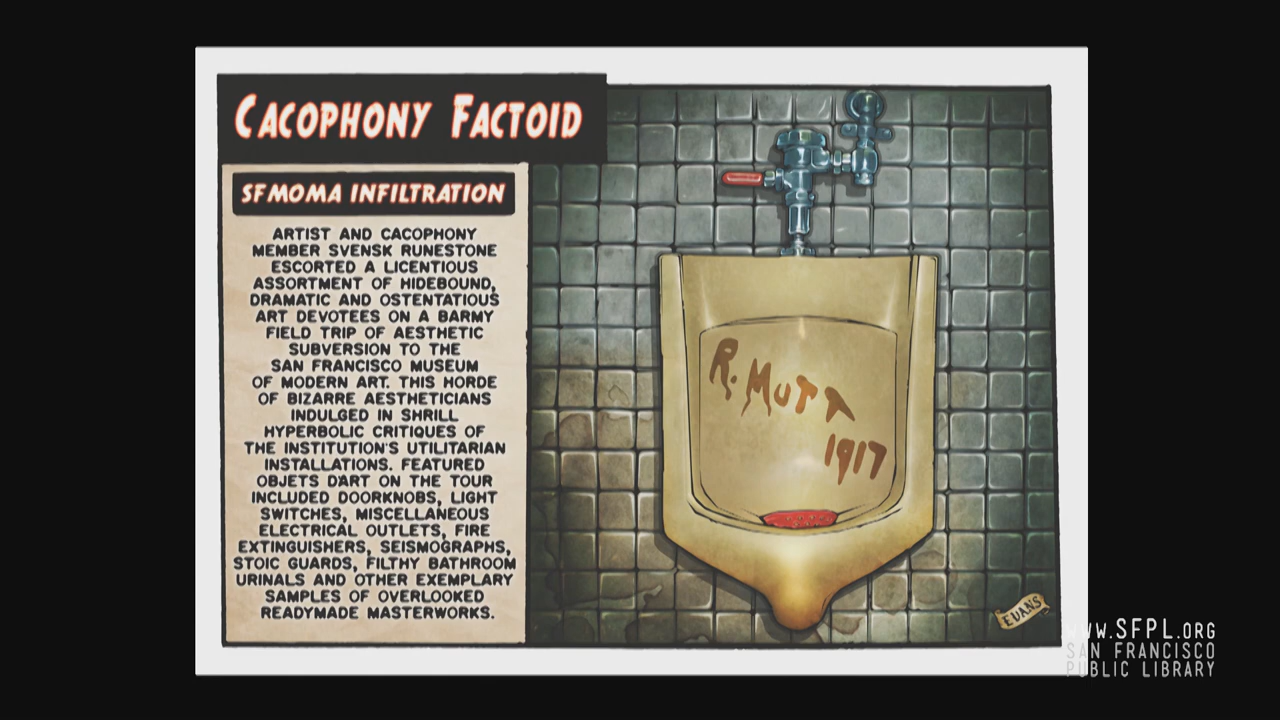 CACOPHONY FACTOID
SFMOMA INFILTRATION
ARTIST AND CACOPHONY
MEMBER SVENSK RUNESTONE
ESCORTED A LICENTIOUS
ASSORTMENT OF HIDEBOUND,
DRAMATIC AND OSTENTATIOUS
ART DEVOTEES ON A BARMY
FIELD TRIP OF AESTHETIC
SUBVERSION TO THE
SAN FRANCISCO MUSEUM
OF MODERN ART. THIS HORDE
OF BIZARRE AESTHETICIANS
INDULGED IN SHRILL
HYPERBOLIC CRITIQUES OF
THE INSTITUTION'S UTILITARIAN
INSTALLATIONS. FEATURED
OBJETS D'ART ON THE TOUR
INCLUDED DOORKNOBS, LIGHT
SWITCHES, MISCELLANEOUS
ELECTRICAL OUTLETS, FIRE
EXTINGUISHERS, SEISMOGRAPHS,
STOIC GUARDS, FILTHY BATHROOM
URINALS AND OTHER EXEMPLARY
SAMPLES OF OVERLOOKED
READYMADE MASTERWORKS.
R. MUTT
1917
EVANS
WWW.SFPL.ORG
SAN FRANCISCO
PUBLIC LIBRARY